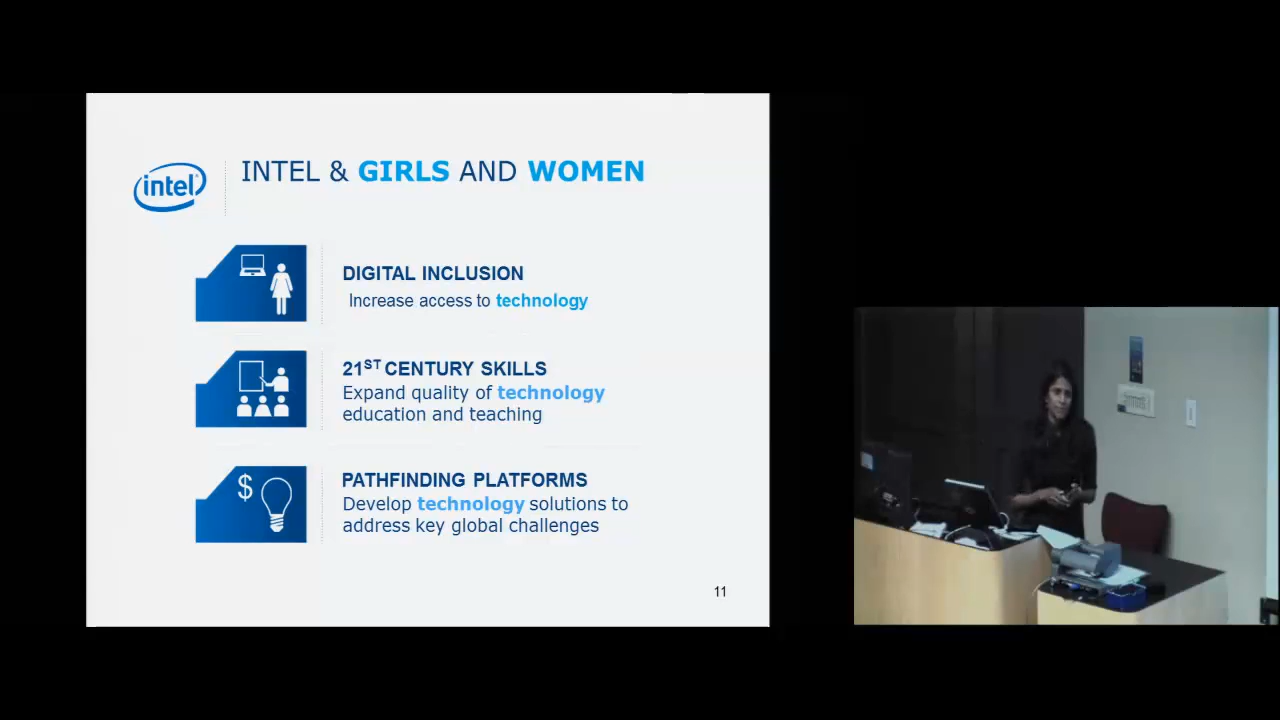 intel
INTEL & GIRLS AND WOMEN
DIGITAL INCLUSION
Increase access to technology
21ST CENTURY SKILLS
Expand quality of technology
education and teaching
$
PATHFINDING PLATFORMS
Develop technology solutions to
address key global challenges
11